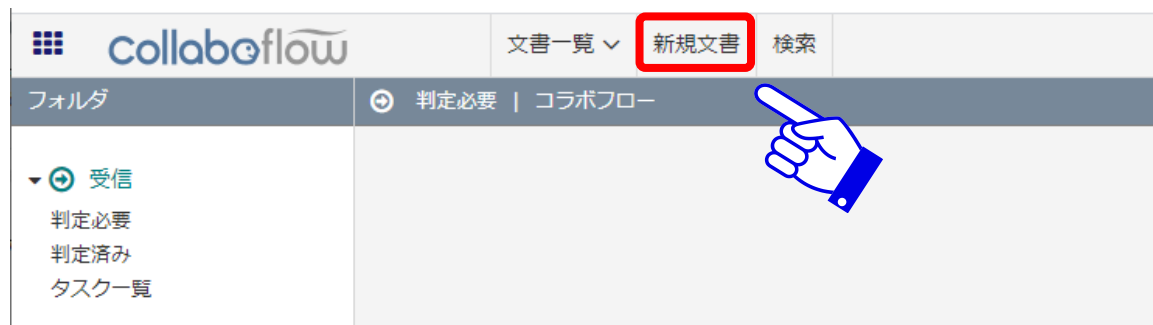 collaboflow 文書一覧 新規文書 検索
フォルダ 判定必要 | コラボフロー
受信
判定必要
判定済み
タスク一覧